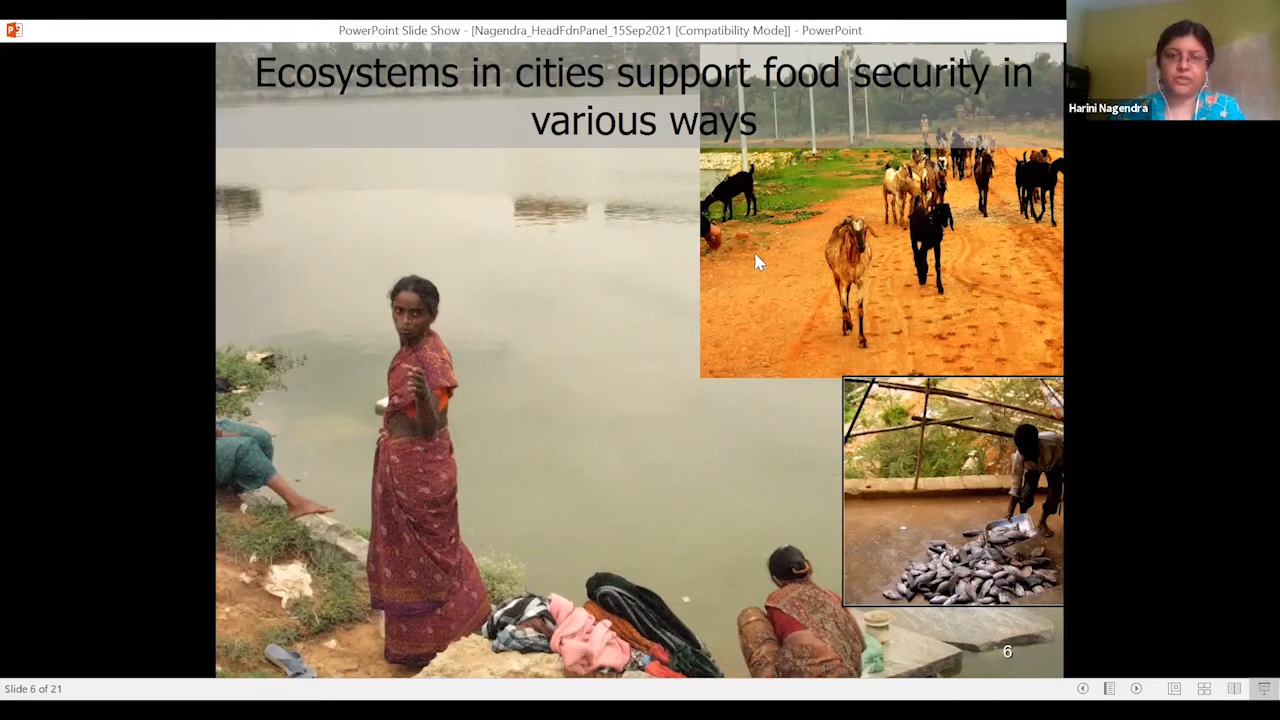 PowerPoint Slide Show - [Nagendra_HeadFdnPanel_15Sep2021 [Compatibility Mode]] - PowerPoint
Ecosystems in cities support food security in
various ways
Harini Nagendra
6
Slide 6 of 21